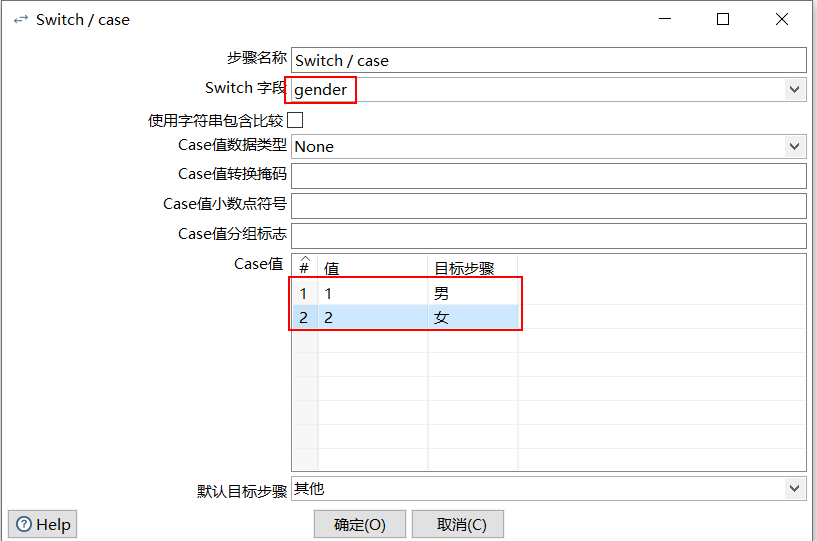 Switch / case
步骤名称 Switch / case
Switch 字段 gender
使用字符串包含比较
Case值数据类型 None
Case值转换掩码
Case值小数点符号
Case值分组标志
Case值 # 值 目标步骤
1 1 男
2 2 女
默认目标步骤 其他
Help 确定(O) 取消(C)